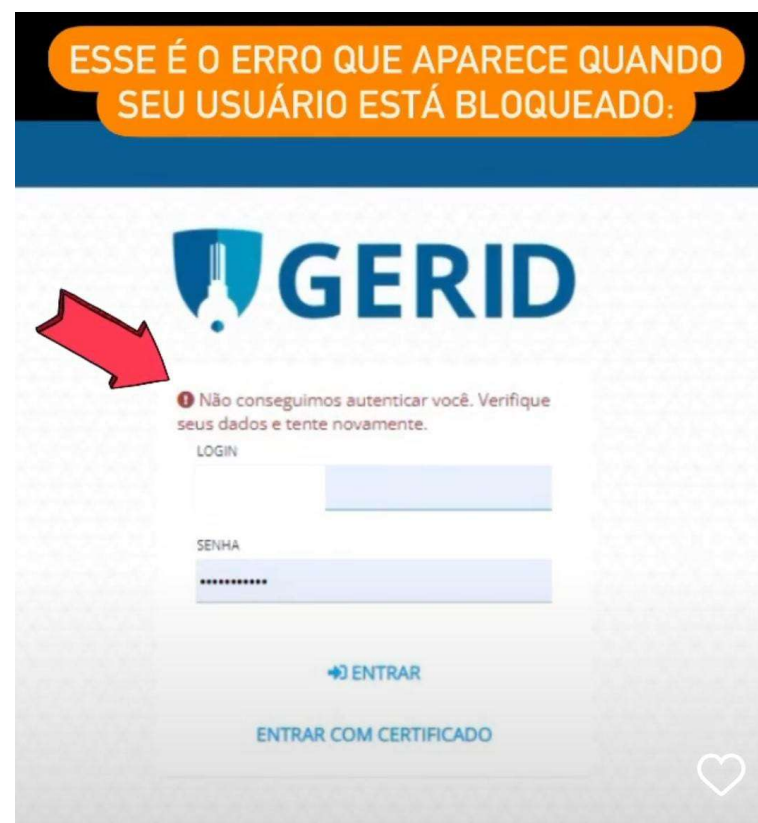 ESSE É O ERRO QUE APARECE QUANDO
SEU USUÁRIO ESTÁ BLOQUEADO:
GERID
Não conseguimos autenticar você. Verifique
seus dados e tente novamente.
LOGIN
SENHA
•••••••••••
ENTRAR
ENTRAR COM CERTIFICADO